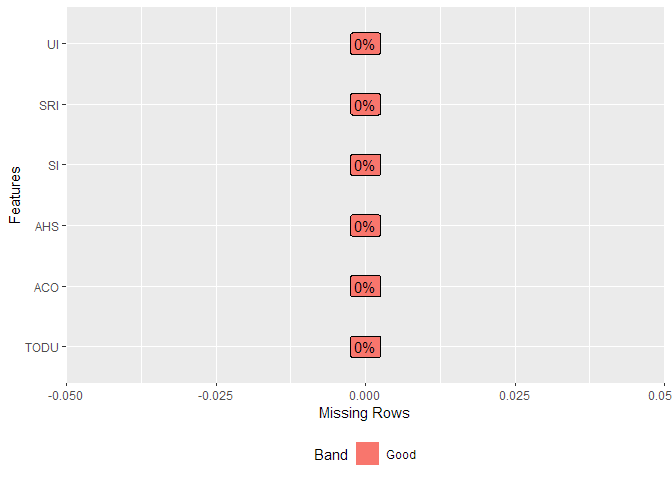 UI
0%
SRI
0%
SI
0%
AHS
0%
ACO
0%
TODU
0%
Features
-0.050
-0.025
0.000
0.025
0.05
Missing Rows
Band
Good